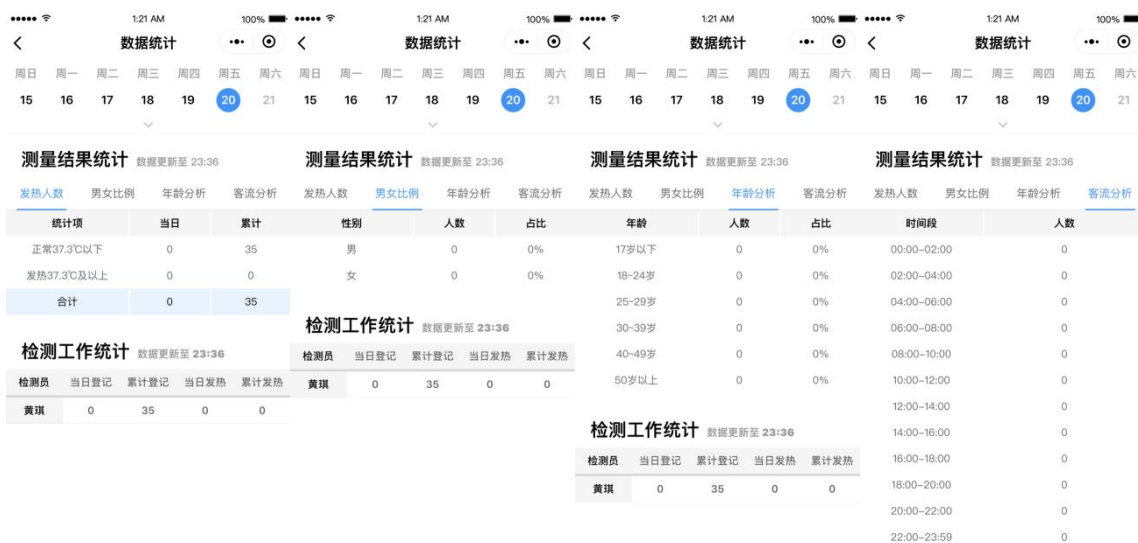 1:21 AM 100%
数据统计
周日 周一 周二 周三 周四 周五 周六
15 16 17 18 19 20 21
测量结果统计 数据更新至 23:36
发热人数 男女比例 年龄分析 客流分析
统计项 当日 累计
正常37.3℃以下 0 35
发热37.3℃及以上 0 0
合计 0 35
检测工作统计 数据更新至 23:36
检测员 当日登记 累计登记 当日发热 累计发热
黄琪 0 35 0 0
1:21 AM 100%
数据统计
周日 周一 周二 周三 周四 周五 周六
15 16 17 18 19 20 21
测量结果统计 数据更新至 23:36
发热人数 男女比例 年龄分析 客流分析
性别 人数 占比
男 0 0%
女 0 0%
检测工作统计 数据更新至 23:36
检测员 当日登记 累计登记 当日发热 累计发热
黄琪 0 35 0 0
1:21 AM 100%
数据统计
周日 周一 周二 周三 周四 周五 周六
15 16 17 18 19 20 21
测量结果统计 数据更新至 23:36
发热人数 男女比例 年龄分析 客流分析
年龄 人数 占比
17岁以下 0 0%
18~24岁 0 0%
25~29岁 0 0%
30~39岁 0 0%
40~49岁 0 0%
50岁以上 0 0%
检测工作统计 数据更新至 23:36
检测员 当日登记 累计登记 当日发热 累计发热
黄琪 0 35 0 0
1:21 AM 100%
数据统计
周日 周一 周二 周三 周四 周五 周六
15 16 17 18 19 20 21
测量结果统计 数据更新至 23:36
发热人数 男女比例 年龄分析 客流分析
时间段 人数
00:00–02:00 0
02:00–04:00 0
04:00–06:00 0
06:00–08:00 0
08:00–10:00 0
10:00–12:00 0
12:00–14:00 0
14:00–16:00 0
16:00–18:00 0
18:00–20:00 0
20:00–22:00 0
22:00–23:59 0